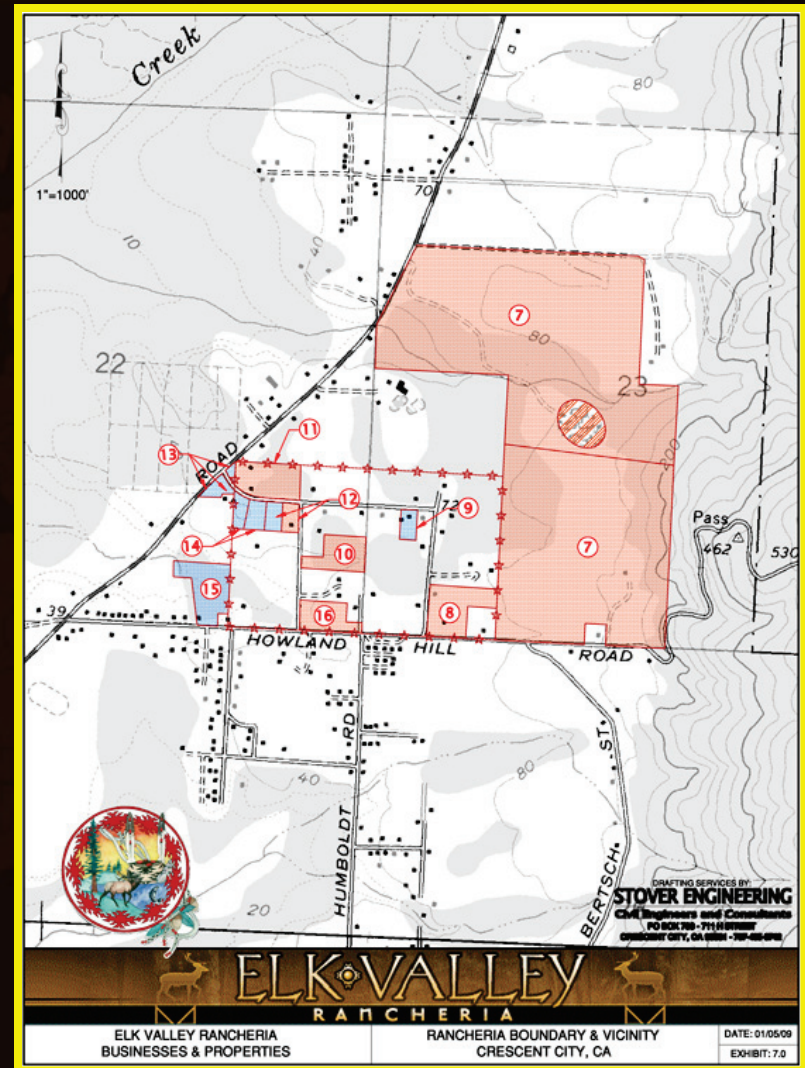 Creek
1"=1000'
80
70
10
40
7
80
22
23
200
11
13
ROAD
12
72
9
14
10
7
Pass
462
530
15
39
16
8
HOWLAND HILL ROAD
RD
ST.
40
80
HUMBOLDT
BERTSCH
20
DRAFTING SERVICES BY:
STOVER ENGINEERING
Civil Engineers and Consultants
ELK VALLEY
RANCHERIA
ELK VALLEY RANCHERIA
BUSINESSES & PROPERTIES
RANCHERIA BOUNDARY & VICINITY
CRESCENT CITY, CA
DATE: 01/05/09
EXHIBIT: 7.0